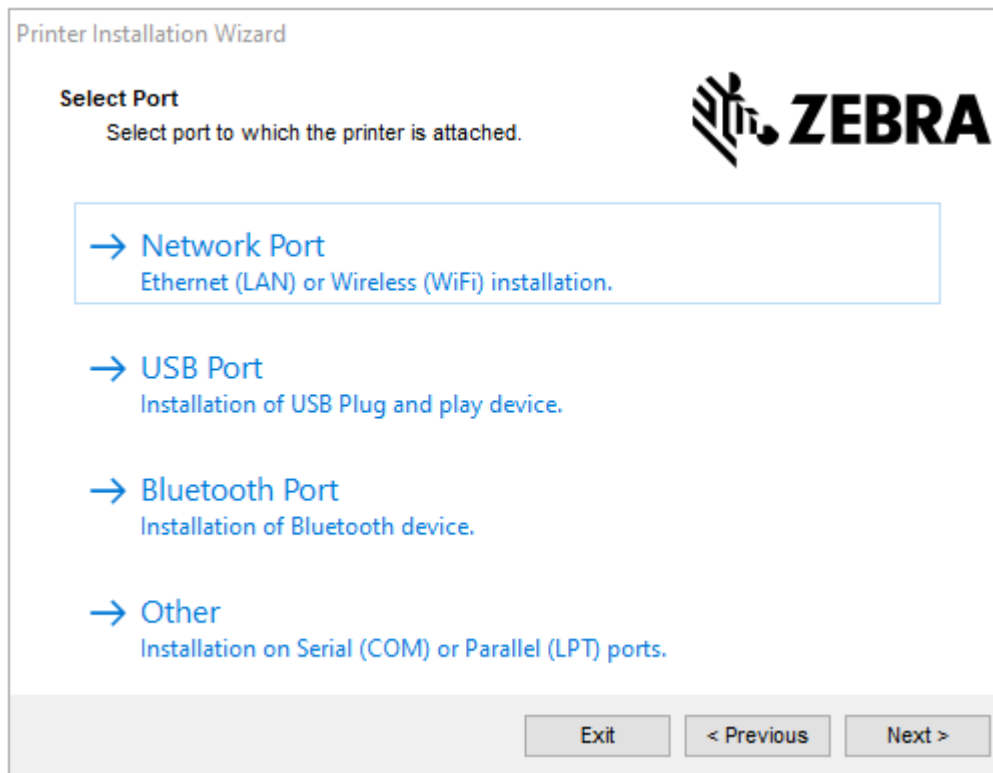 Printer Installation Wizard
Select Port
Select port to which the printer is attached.
ZEBRA
→ Network Port
Ethernet (LAN) or Wireless (WiFi) installation.
→ USB Port
Installation of USB Plug and play device.
→ Bluetooth Port
Installation of Bluetooth device.
→ Other
Installation on Serial (COM) or Parallel (LPT) ports.
Exit
< Previous
Next >